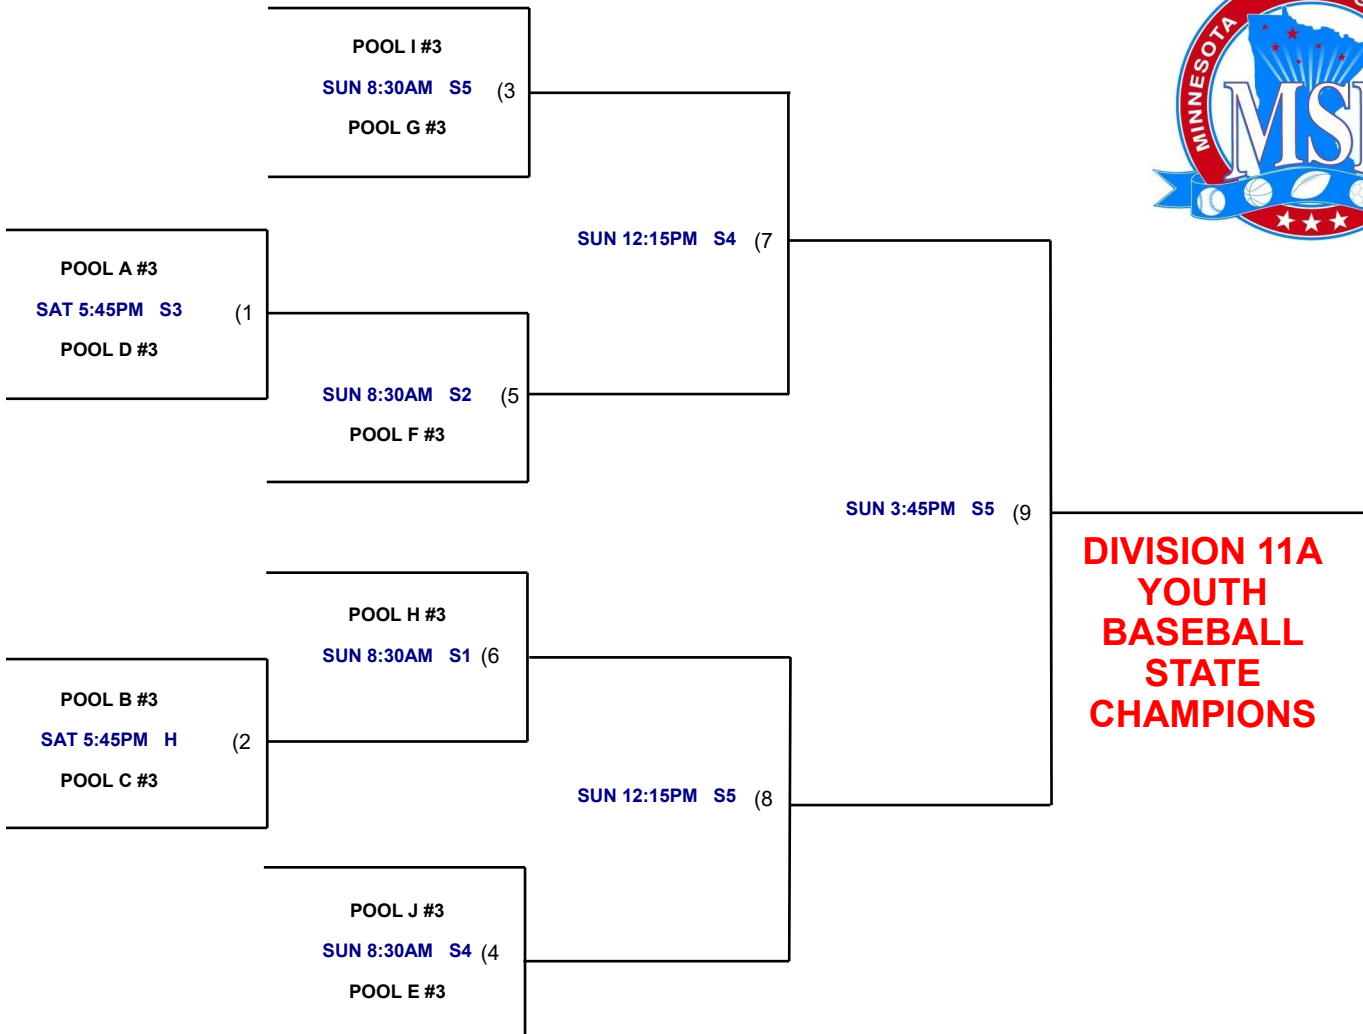 MINNESOTA
POOL I #3
SUN 8:30AM S5 (3
POOL G #3
SUN 12:15PM S4 (7
POOL A #3
SAT 5:45PM S3 (1
POOL D #3
SUN 8:30AM S2 (5
POOL F #3
SUN 3:45PM S5 (9
DIVISION 11A
YOUTH
BASEBALL
STATE
CHAMPIONS
POOL H #3
SUN 8:30AM S1 (6
POOL B #3
SAT 5:45PM H (2
POOL C #3
SUN 12:15PM S5 (8
POOL J #3
SUN 8:30AM S4 (4
POOL E #3